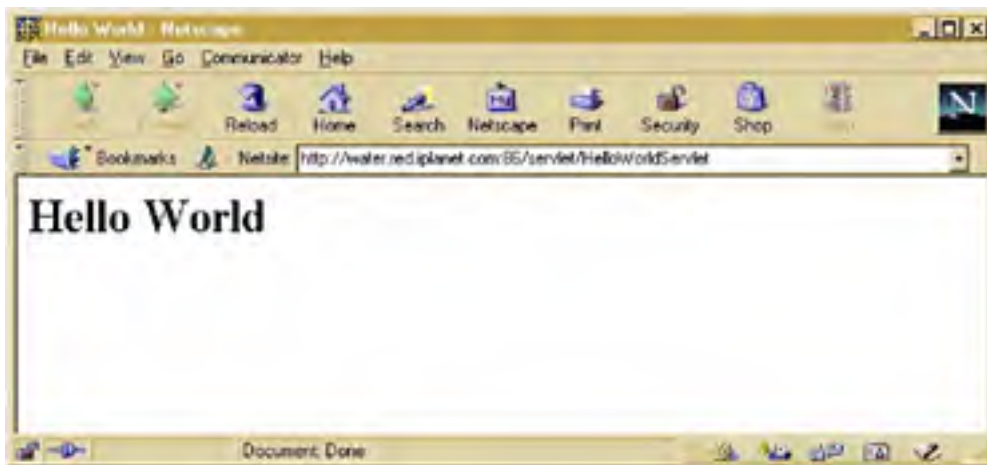 Hello World - Netscape
File Edit View Go Communicator Help
Reload Home Search Netscape Print Security Shop
Bookmarks Netsite http://water.red.iplanet.com:86/servlet/HelloWorldServlet
Hello World
Document: Done